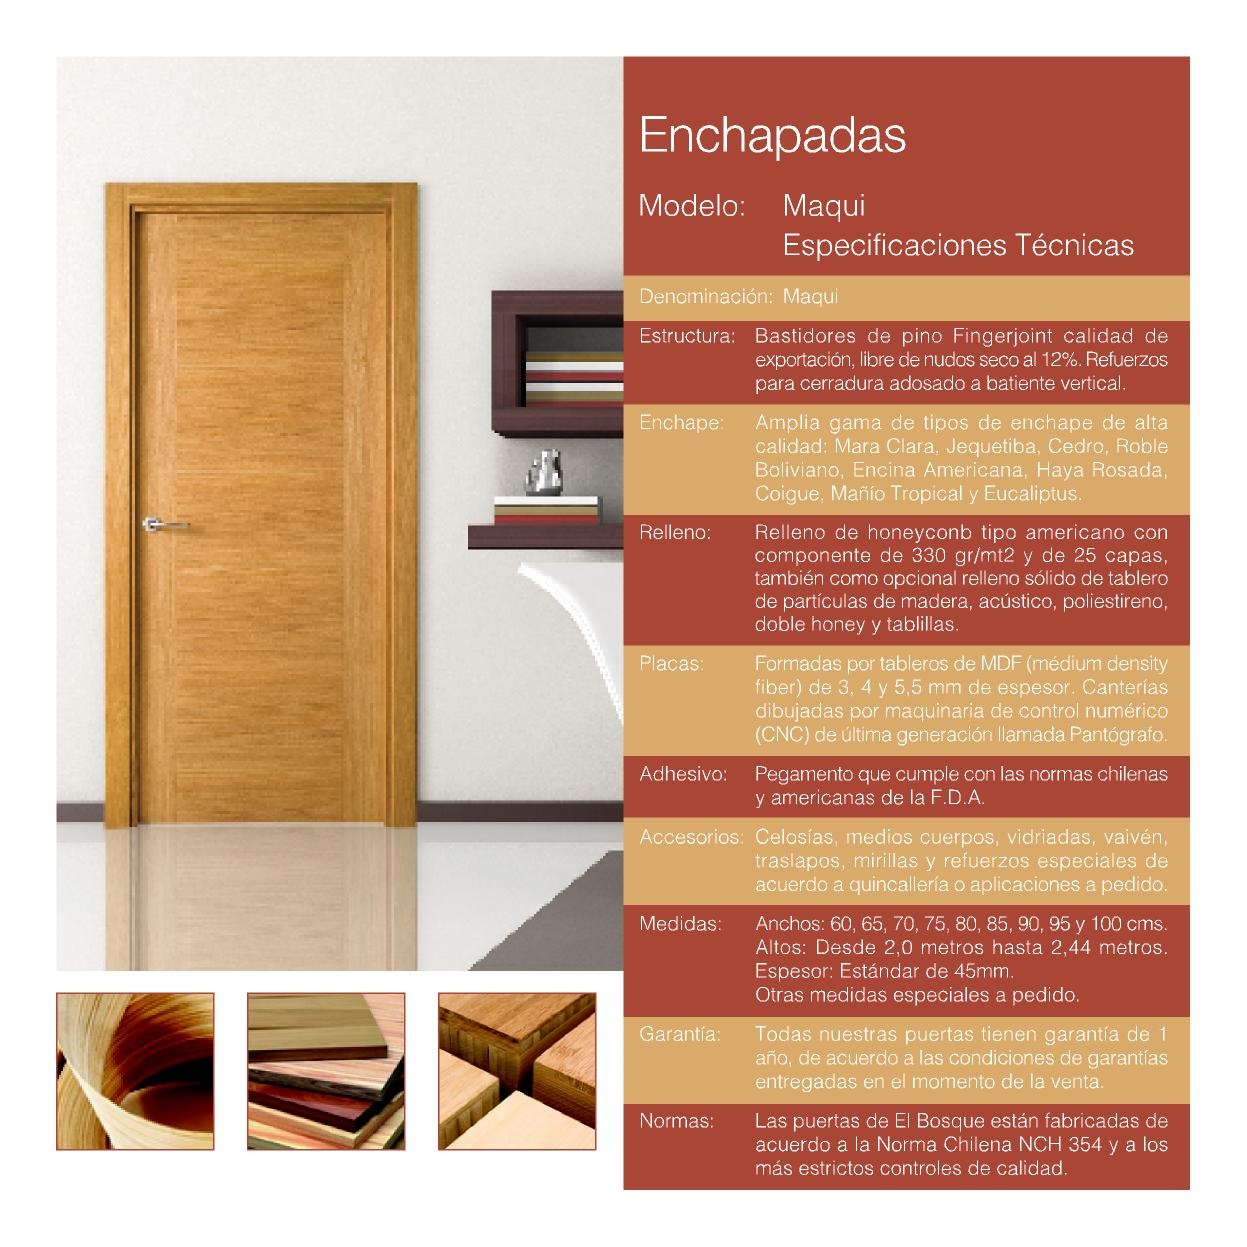 Enchapadas
Modelo: Maqui
Especificaciones Técnicas
Denominación: Maqui
Estructura: Bastidores de pino Fingerjoint calidad de
exportación, libre de nudos seco al 12%. Refuerzos
para cerradura adosado a batiente vertical.
Enchape: Amplia gama de tipos de enchape de alta
calidad: Mara Clara, Jequetiba, Cedro, Roble
Boliviano, Encina Americana, Haya Rosada,
Coigue, Mañío Tropical y Eucaliptus.
Relleno: Relleno de honeyconb tipo americano con
componente de 330 gr/mt2 y de 25 capas,
también como opcional relleno sólido de tablero
de partículas de madera, acústico, poliestireno,
doble honey y tablillas.
Placas: Formadas por tableros de MDF (médium density
fiber) de 3, 4 y 5,5 mm de espesor. Canterías
dibujadas por maquinaria de control numérico
(CNC) de última generación llamada Pantógrafo.
Adhesivo: Pegamento que cumple con las normas chilenas
y americanas de la F.D.A.
Accesorios: Celosías, medios cuerpos, vidriadas, vaivén,
traslapos, mirillas y refuerzos especiales de
acuerdo a quincallería o aplicaciones a pedido.
Medidas: Anchos: 60, 65, 70, 75, 80, 85, 90, 95 y 100 cms.
Altos: Desde 2,0 metros hasta 2,44 metros.
Espesor: Estándar de 45mm.
Otras medidas especiales a pedido.
Garantía: Todas nuestras puertas tienen garantía de 1
año, de acuerdo a las condiciones de garantías
entregadas en el momento de la venta.
Normas: Las puertas de El Bosque están fabricadas de
acuerdo a la Norma Chilena NCH 354 y a los
más estrictos controles de calidad.